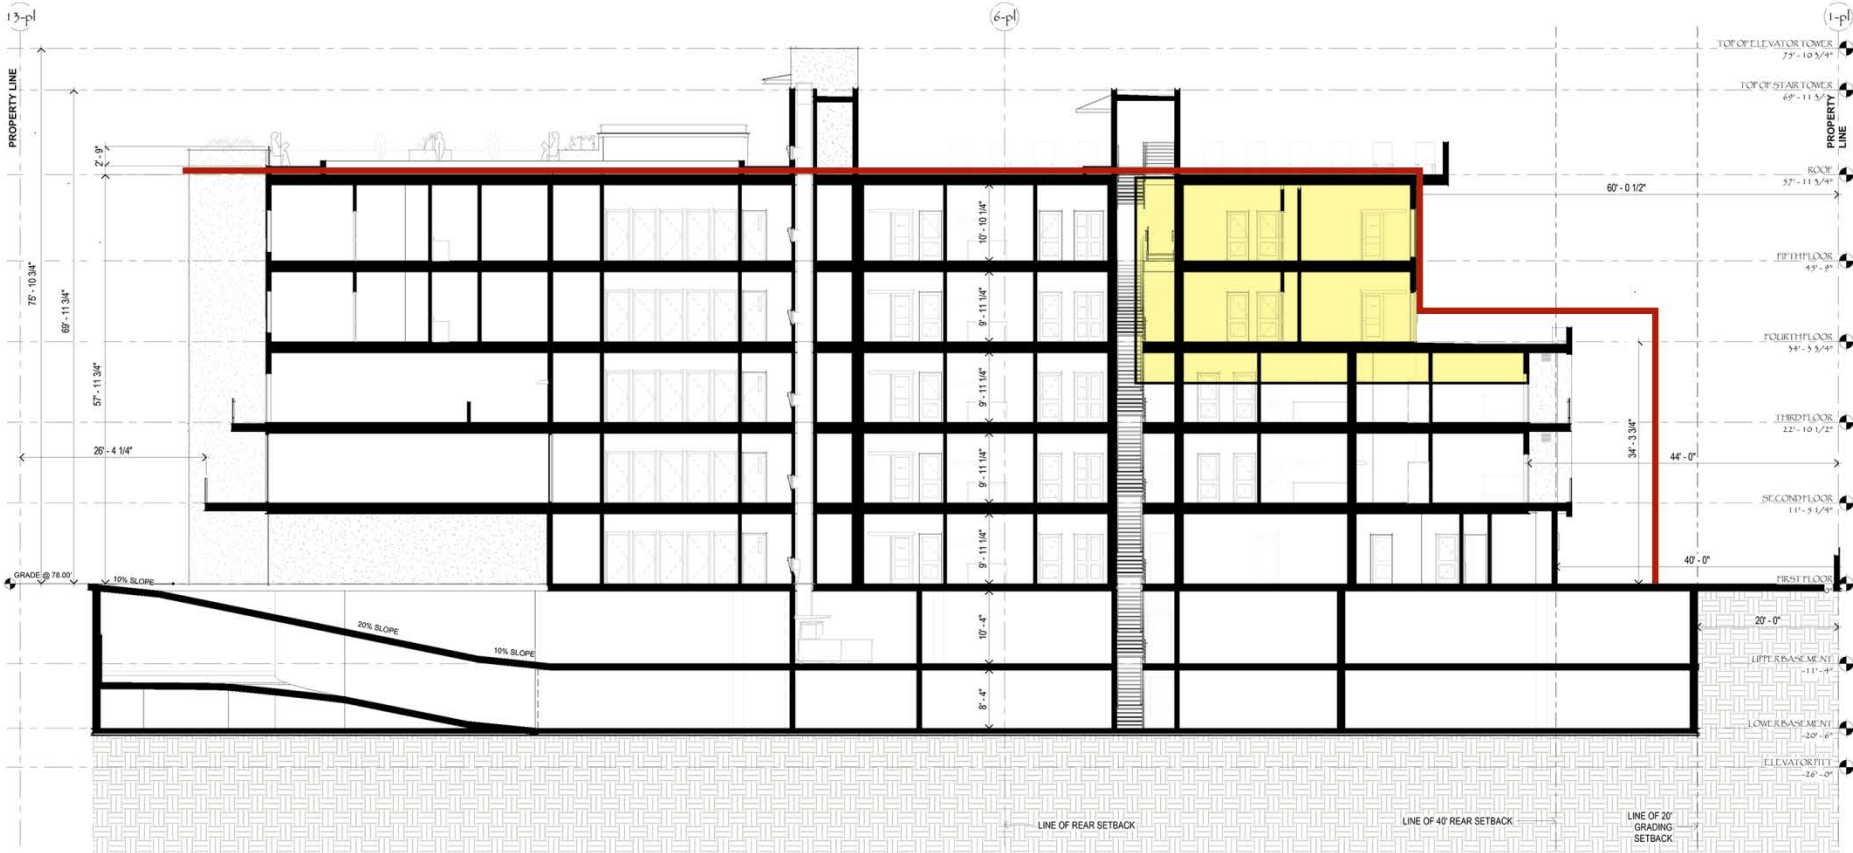 13-pl
6-pl
1-pl
PROPERTY LINE
PROPERTY
LINE
TOP OF ELEVATOR TOWER
75' - 10 3/4"
TOP OF STAIR TOWER
69' - 11 3/
ROOF
57' - 11 3/4"
FIFTH FLOOR
45' - 9"
FOURTH FLOOR
34' - 3 3/4"
THIRD FLOOR
22' - 10 1/2"
SECOND FLOOR
11' - 5 1/4"
FIRST FLOOR
UPPER BASEMENT
-11' - 4"
LOWER BASEMENT
-20' - 6"
ELEVATOR PIT
-26' - 0"
2' - 9"
75' - 10 3/4"
69' - 11 3/4"
57' - 11 3/4"
26' - 4 1/4"
10' - 10 1/4"
9' - 11 1/4"
9' - 11 1/4"
9' - 11 1/4"
9' - 11 1/4"
10' - 4"
8' - 4"
60' - 0 1/2"
34' - 3 3/4"
44' - 0"
40' - 0"
20' - 0"
GRADE @ 78.00'
10% SLOPE
20% SLOPE
10% SLOPE
LINE OF REAR SETBACK
LINE OF 40' REAR SETBACK
LINE OF 20'
GRADING
SETBACK